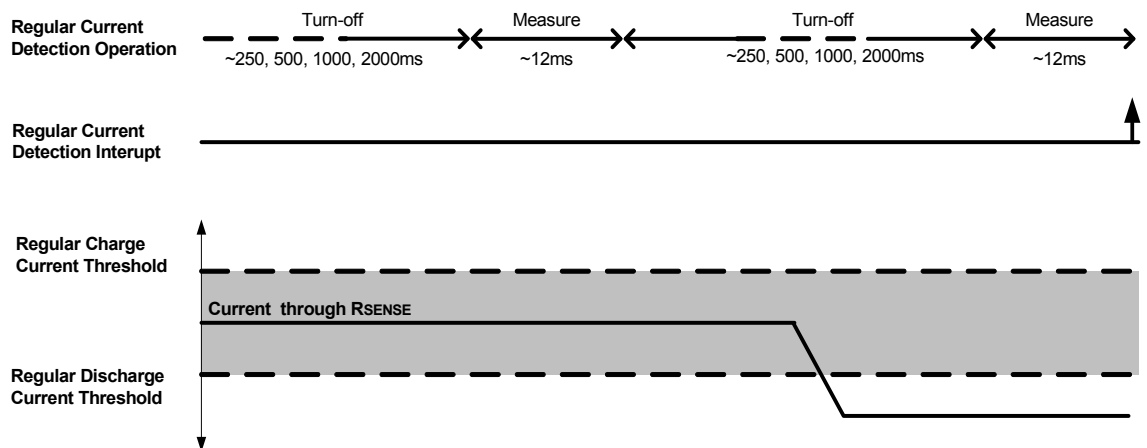 Regular Current
Detection Operation
Turn-off
Measure
Turn-off
Measure
~250, 500, 1000, 2000ms
~12ms
~250, 500, 1000, 2000ms
~12ms
Regular Current
Detection Interupt
Regular Charge
Current Threshold
Current through RSENSE
Regular Discharge
Current Threshold